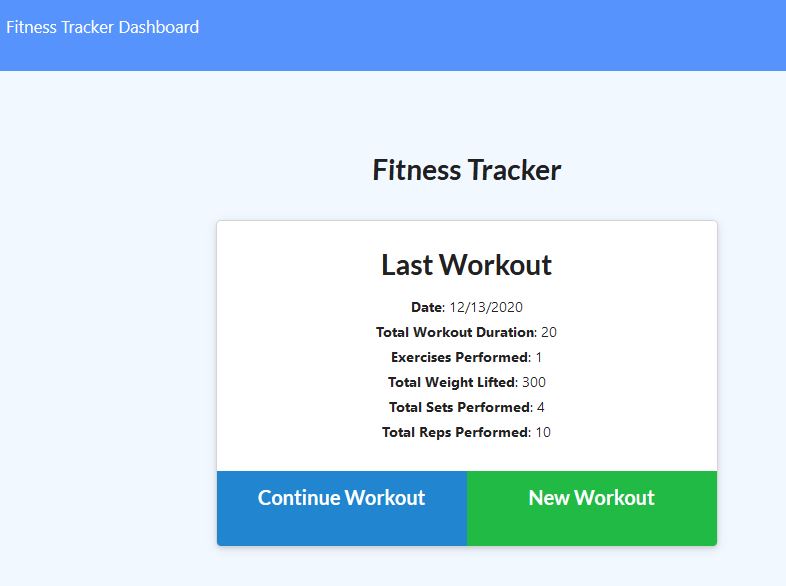 Fitness Tracker Dashboard
Fitness Tracker
Last Workout
Date: 12/13/2020
Total Workout Duration: 20
Exercises Performed: 1
Total Weight Lifted: 300
Total Sets Performed: 4
Total Reps Performed: 10
Continue Workout New Workout